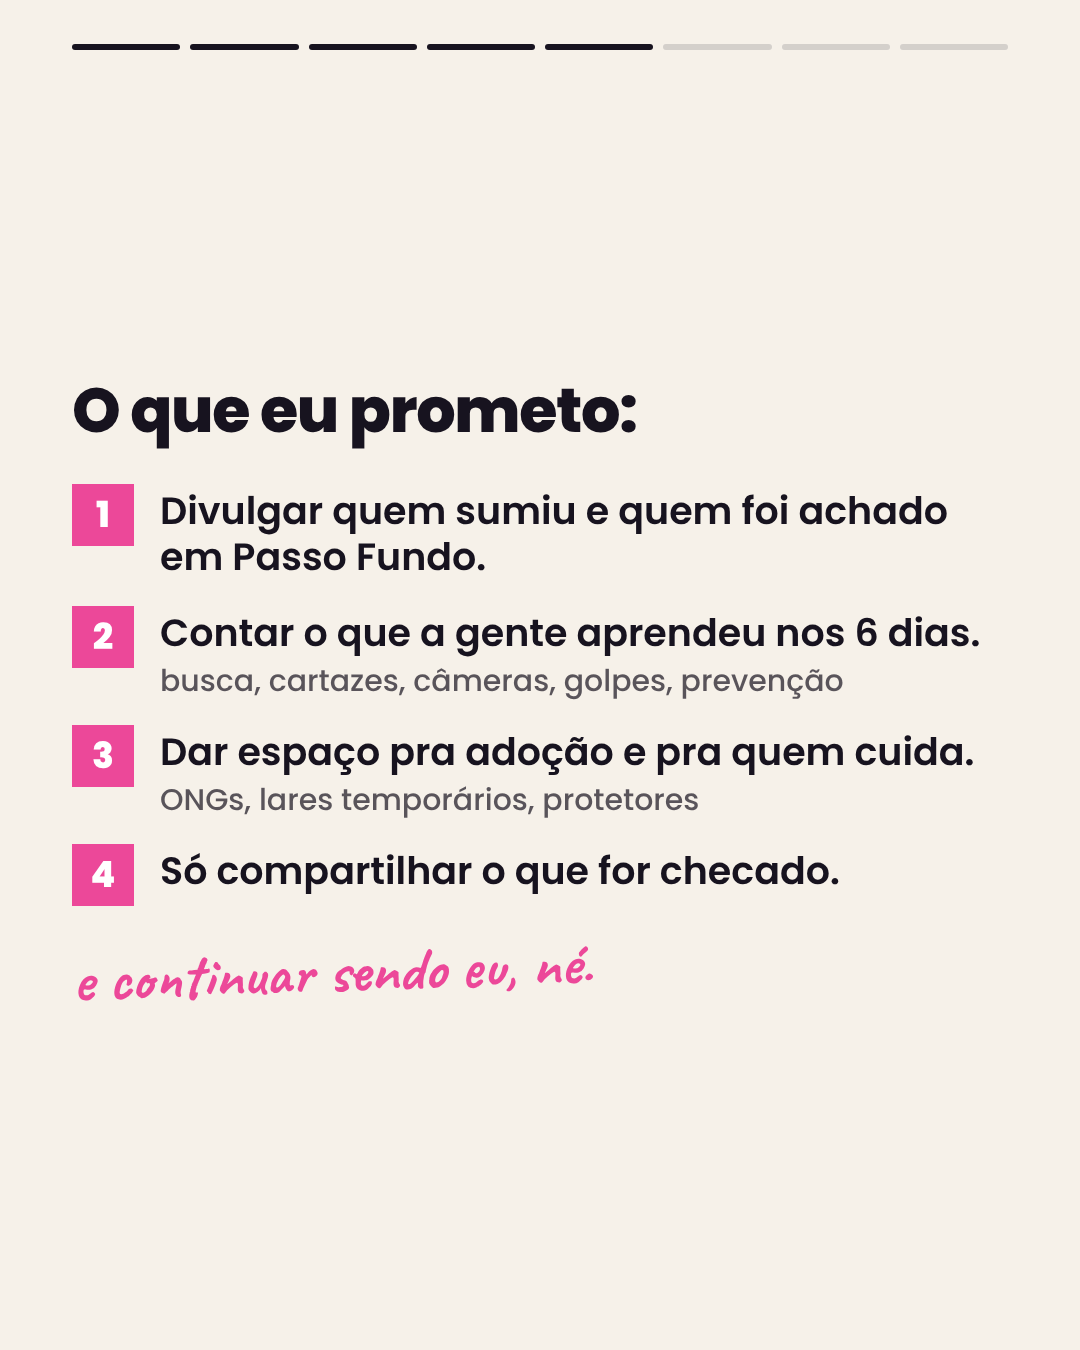 O que eu prometo:
1 Divulgar quem sumiu e quem foi achado
em Passo Fundo.
2 Contar o que a gente aprendeu nos 6 dias.
busca, cartazes, câmeras, golpes, prevenção
3 Dar espaço pra adoção e pra quem cuida.
ONGs, lares temporários, protetores
4 Só compartilhar o que for checado.
e continuar sendo eu, né.